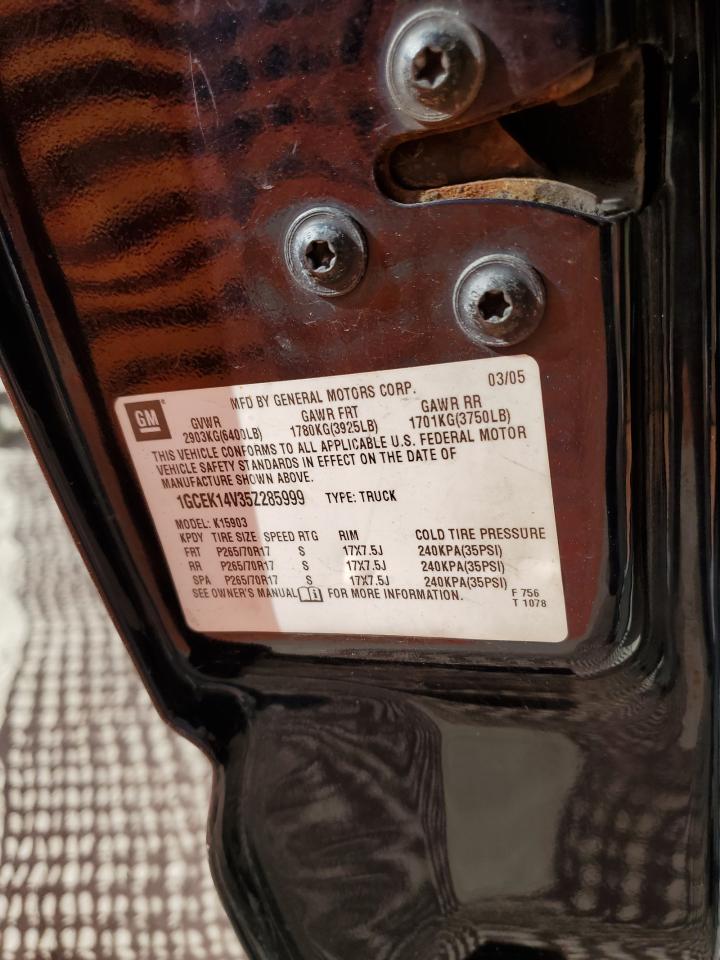 GM
MFD BY GENERAL MOTORS CORP. 03/05
GVWR GAWR FRT GAWR RR
2903KG(6400LB) 1780KG(3925LB) 1701KG(3750LB)
THIS VEHICLE CONFORMS TO ALL APPLICABLE U.S. FEDERAL MOTOR
VEHICLE SAFETY STANDARDS IN EFFECT ON THE DATE OF
MANUFACTURE SHOWN ABOVE.
1GCEK14V35Z285999 TYPE: TRUCK
MODEL: K15903
KPDY TIRE SIZE SPEED RTG RIM COLD TIRE PRESSURE
FRT P265/70R17 S 17X7.5J 240KPA(35PSI)
RR P265/70R17 S 17X7.5J 240KPA(35PSI)
SPA P265/70R17 S 17X7.5J 240KPA(35PSI)
SEE OWNER'S MANUAL i FOR MORE INFORMATION. F 756
T 1078